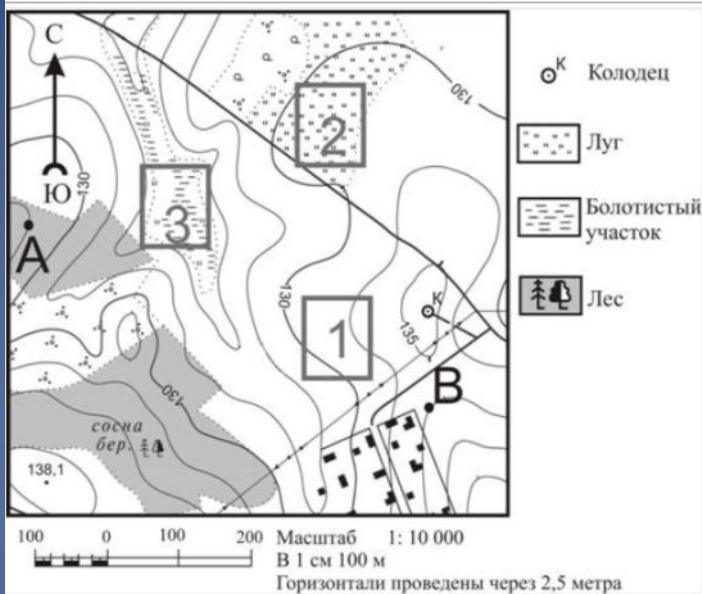 С
Ю
130
130
130
130
135
К
А
В
1
2
3
сосна
бер.
138,1
К Колодец
Луг
Болотистый
участок
Лес
100 0 100 200
Масштаб 1: 10 000
В 1 см 100 м
Горизонтали проведены через 2,5 метра